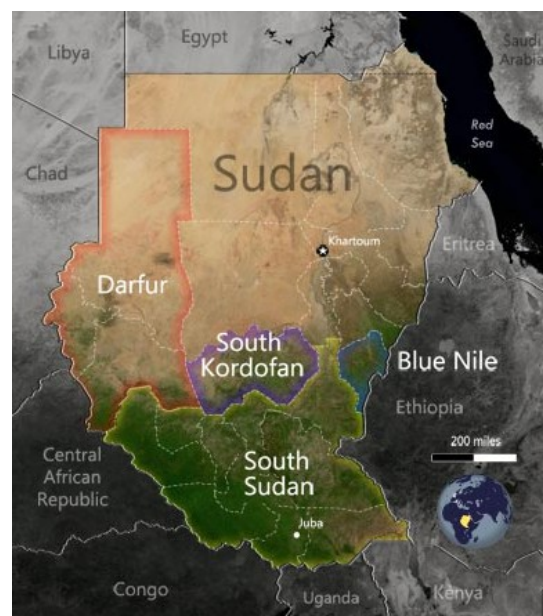 Egypt
Libya
Saudi
Arabia
Red
Sea
Chad
Sudan
Khartoum
Eritrea
Darfur
South
Kordofan
Blue Nile
Ethiopia
200 miles
Central
African
Republic
South
Sudan
Juba
Congo
Uganda
Kenya